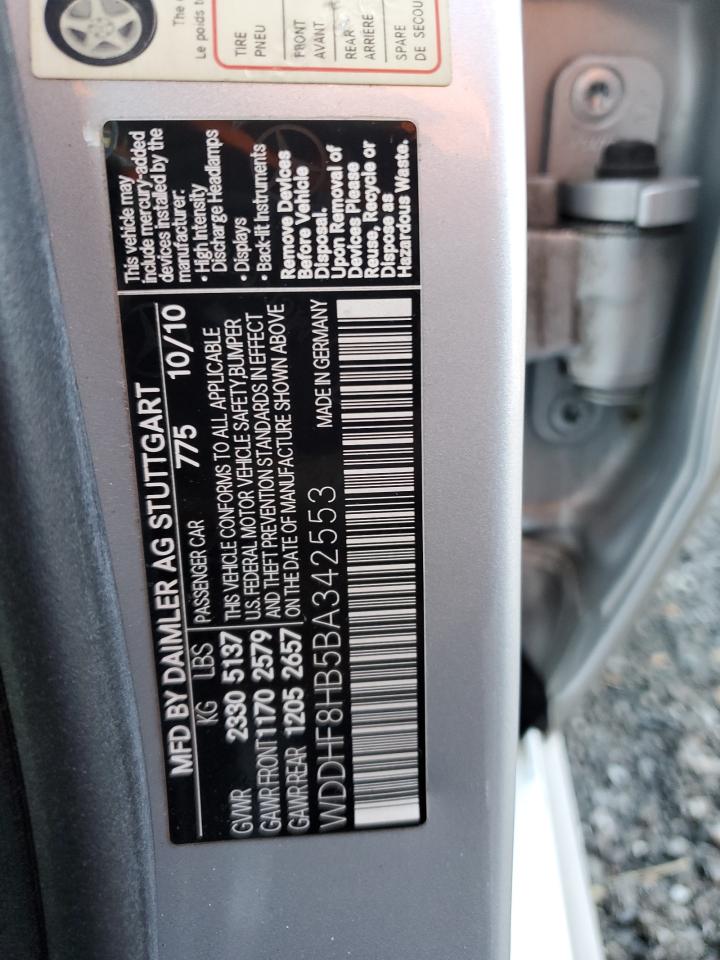 The
Le poids t
TIRE
PNEU
FRONT
AVANT
REAR
ARRIÈRE
SPARE
DE SECOU
MFD BY DAIMLER AG STUTTGART
775 10/10
KG LBS
PASSENGER CAR
GVWR 2330 5137
GAWR FRONT 1170 2579
GAWR REAR 1205 2657
THIS VEHICLE CONFORMS TO ALL APPLICABLE
U.S. FEDERAL MOTOR VEHICLE SAFETY, BUMPER
AND THEFT PREVENTION STANDARDS IN EFFECT
ON THE DATE OF MANUFACTURE SHOWN ABOVE
WDDHF8HB5BA342553
MADE IN GERMANY
This vehicle may
include mercury-added
devices installed by the
manufacturer:
• High Intensity
Discharge Headlamps
• Displays
• Back-lit Instruments
Remove Devices
Before Vehicle
Disposal.
Upon Removal of
Devices Please
Reuse, Recycle or
Dispose as
Hazardous Waste.